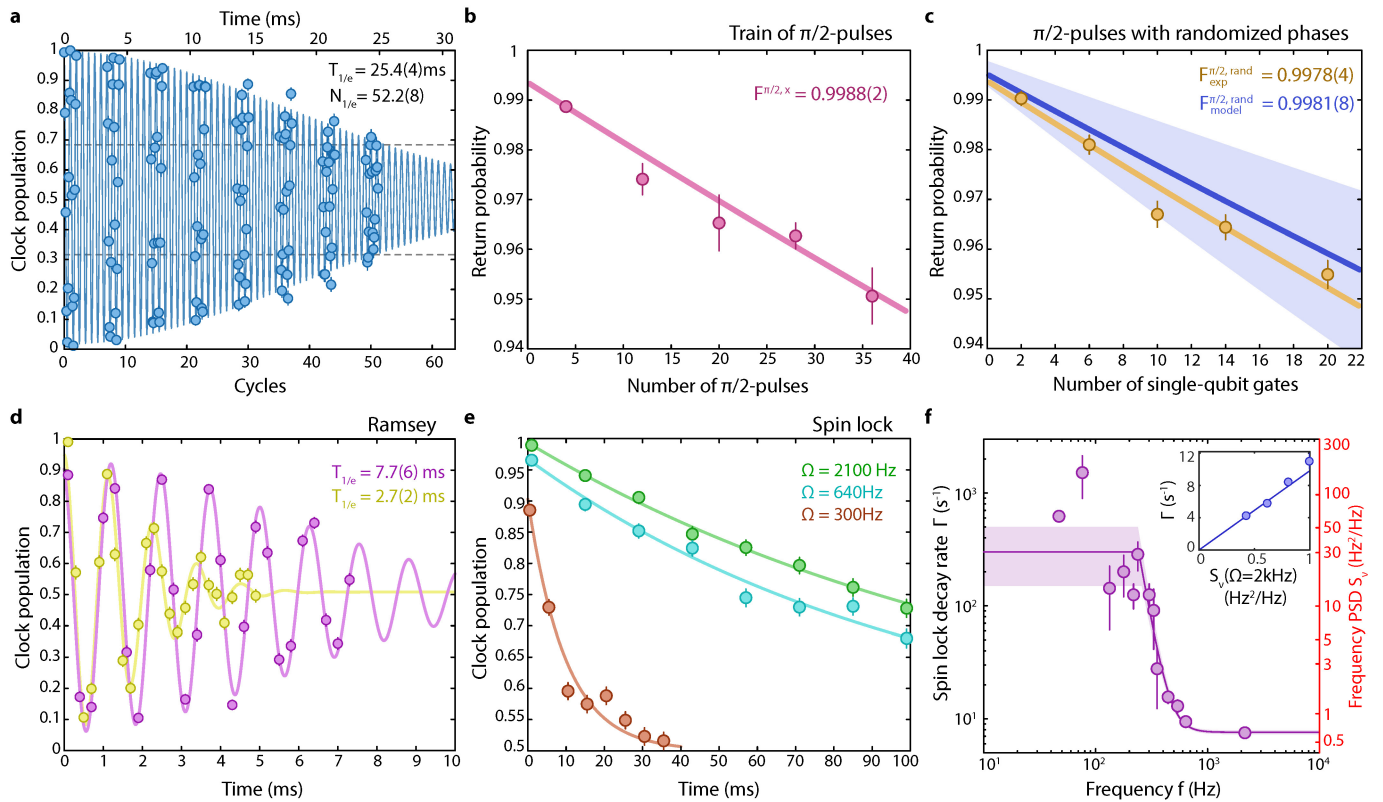 a
Time (ms)
0 5 10 15 20 25 30
Clock population
1
0.9
0.8
0.7
0.6
0.5
0.4
0.3
0.2
0.1
0
T1/e = 25.4(4)ms
N1/e = 52.2(8)
0 10 20 30 40 50 60
Cycles
b
Train of π/2-pulses
Return probability
1
0.99
0.98
0.97
0.96
0.95
0.94
Fπ/2, x = 0.9988(2)
0 5 10 15 20 25 30 35 40
Number of π/2-pulses
c
π/2-pulses with randomized phases
Return probability
1
0.99
0.98
0.97
0.96
0.95
0.94
Fπ/2, rand exp = 0.9978(4)
Fπ/2, rand model = 0.9981(8)
0 2 4 6 8 10 12 14 16 18 20 22
Number of single-qubit gates
d
Ramsey
Clock population
1
0.9
0.8
0.7
0.6
0.5
0.4
0.3
0.2
0.1
0
T1/e = 7.7(6) ms
T1/e = 2.7(2) ms
0 1 2 3 4 5 6 7 8 9 10
Time (ms)
e
Spin lock
Clock population
1
0.95
0.9
0.85
0.8
0.75
0.7
0.65
0.6
0.55
0.5
Ω = 2100 Hz
Ω = 640Hz
Ω = 300Hz
0 10 20 30 40 50 60 70 80 90 100
Time (ms)
f
Spin lock decay rate Γ (s-1)
10³
10²
10¹
Γ (s-1)
12
8
4
0
0 0.5 1
Sν(Ω=2kHz)
(Hz²/Hz)
300
100
50
30
10
5
3
1
0.5
Frequency PSD Sν (Hz²/Hz)
10¹ 10² 10³ 10⁴
Frequency f (Hz)